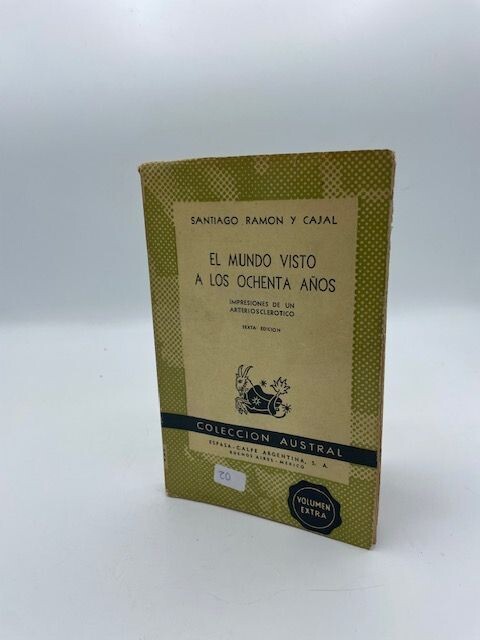 SANTIAGO RAMON Y CAJAL
EL MUNDO VISTO
A LOS OCHENTA AÑOS
IMPRESIONES DE UN
ARTERIOSCLEROTICO
SEXTA EDICION
COLECCION AUSTRAL
ESPASA-CALPE ARGENTINA, S. A.
BUENOS AIRES - MEXICO
20
VOLUMEN
EXTRA